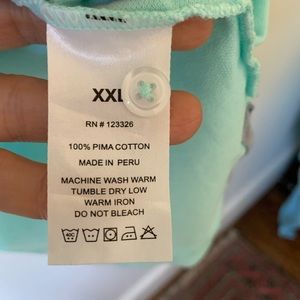 XXL
RN # 123326
100% PIMA COTTON
MADE IN PERU
MACHINE WASH WARM
TUMBLE DRY LOW
WARM IRON
DO NOT BLEACH